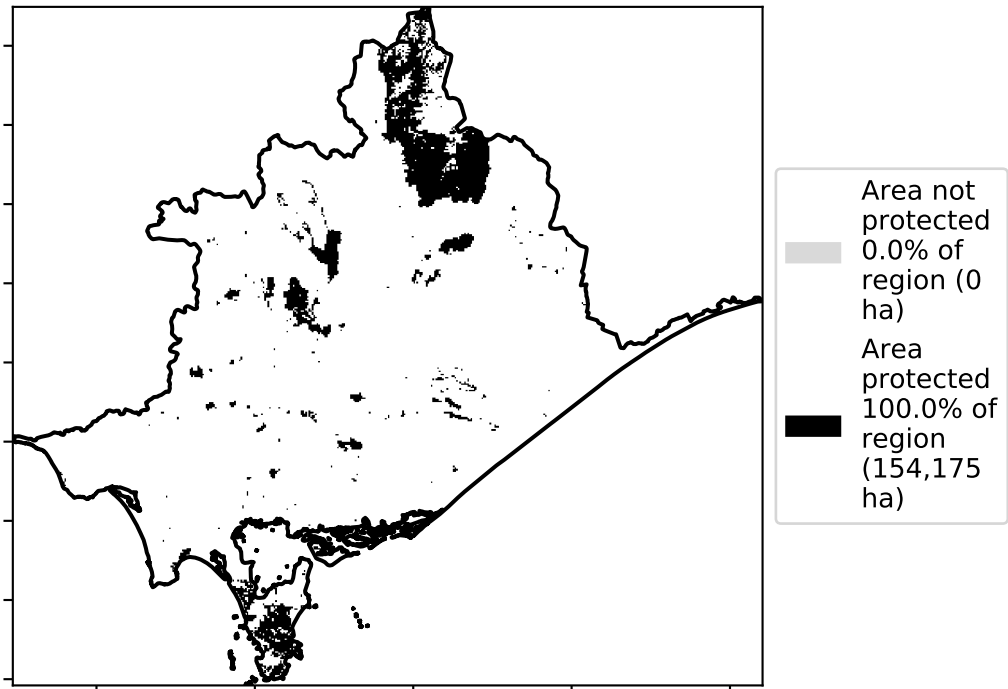 Area not
protected
0.0% of
region (0
ha)
Area
protected
100.0% of
region
(154,175
ha)